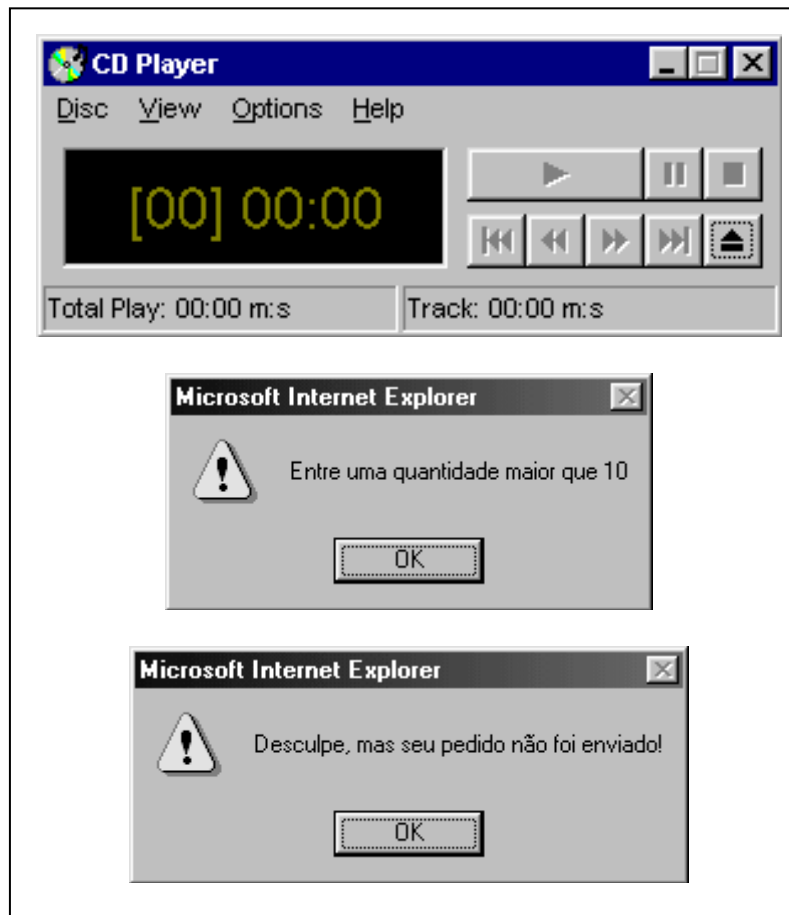 CD Player
Disc View Options Help
[00] 00:00
Total Play: 00:00 m:s Track: 00:00 m:s
Microsoft Internet Explorer
Entre uma quantidade maior que 10
OK
Microsoft Internet Explorer
Desculpe, mas seu pedido não foi enviado!
OK